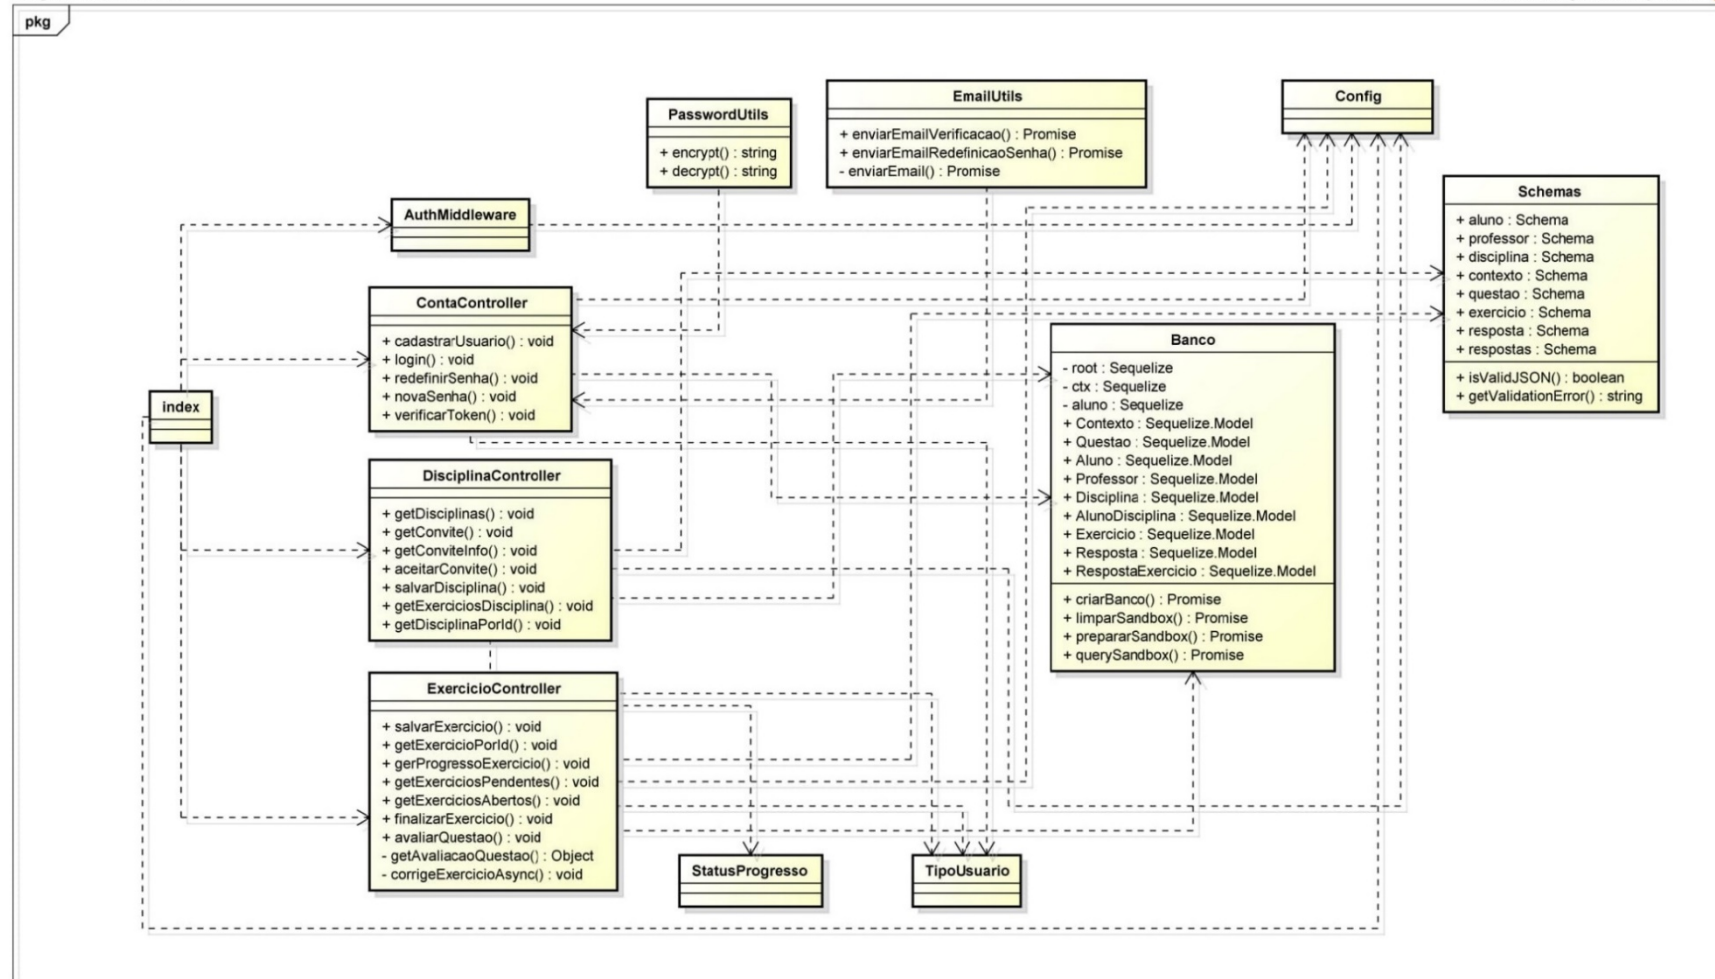 pkg
PasswordUtils
+ encrypt() : string
+ decrypt() : string
EmailUtils
+ enviarEmailVerificacao() : Promise
+ enviarEmailRedefinicaoSenha() : Promise
- enviarEmail() : Promise
Config
Schemas
+ aluno : Schema
+ professor : Schema
+ disciplina : Schema
+ contexto : Schema
+ questao : Schema
+ exercicio : Schema
+ resposta : Schema
+ respostas : Schema
+ isValidJSON() : boolean
+ getValidationError() : string
AuthMiddleware
ContaController
+ cadastrarUsuario() : void
+ login() : void
+ redefinirSenha() : void
+ novaSenha() : void
+ verificarToken() : void
Banco
- root : Sequelize
- ctx : Sequelize
- aluno : Sequelize
+ Contexto : Sequelize.Model
+ Questao : Sequelize.Model
+ Aluno : Sequelize.Model
+ Professor : Sequelize.Model
+ Disciplina : Sequelize.Model
+ AlunoDisciplina : Sequelize.Model
+ Exercicio : Sequelize.Model
+ Resposta : Sequelize.Model
+ RespostaExercicio : Sequelize.Model
+ criarBanco() : Promise
+ limparSandbox() : Promise
+ prepararSandbox() : Promise
+ querySandbox() : Promise
index
DisciplinaController
+ getDisciplinas() : void
+ getConvite() : void
+ getConviteInfo() : void
+ aceitarConvite() : void
+ salvarDisciplina() : void
+ getExerciciosDisciplina() : void
+ getDisciplinaPorId() : void
ExercicioController
+ salvarExercicio() : void
+ getExercicioPorId() : void
+ gerProgressoExercicio() : void
+ getExerciciosPendentes() : void
+ getExerciciosAbertos() : void
+ finalizarExercicio() : void
+ avaliarQuestao() : void
- getAvaliacaoQuestao() : Object
- corrigeExercicioAsync() : void
StatusProgresso
TipoUsuario